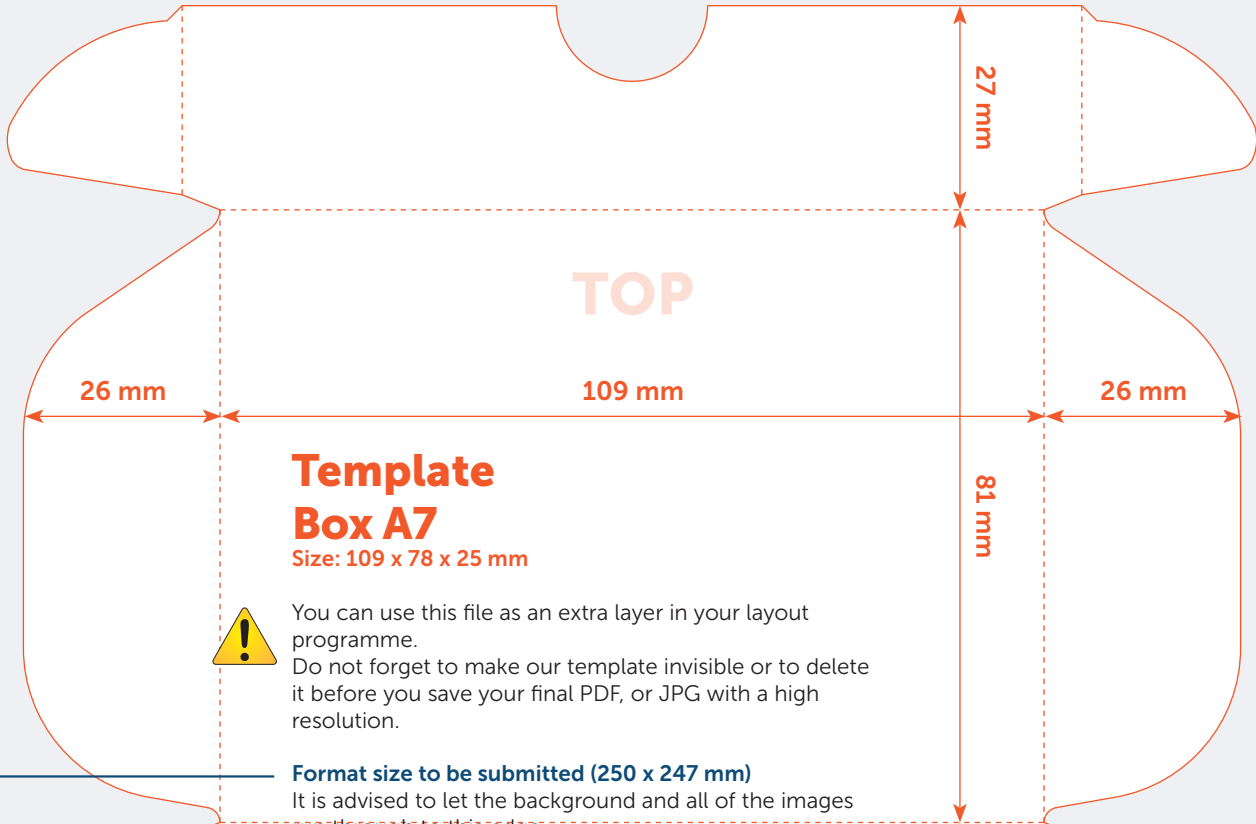 27 mm
TOP
26 mm
109 mm
26 mm
81 mm
Template
Box A7
Size: 109 x 78 x 25 mm
You can use this file as an extra layer in your layout
programme.
Do not forget to make our template invisible or to delete
it before you save your final PDF, or JPG with a high
resolution.
Format size to be submitted (250 x 247 mm)
It is advised to let the background and all of the images